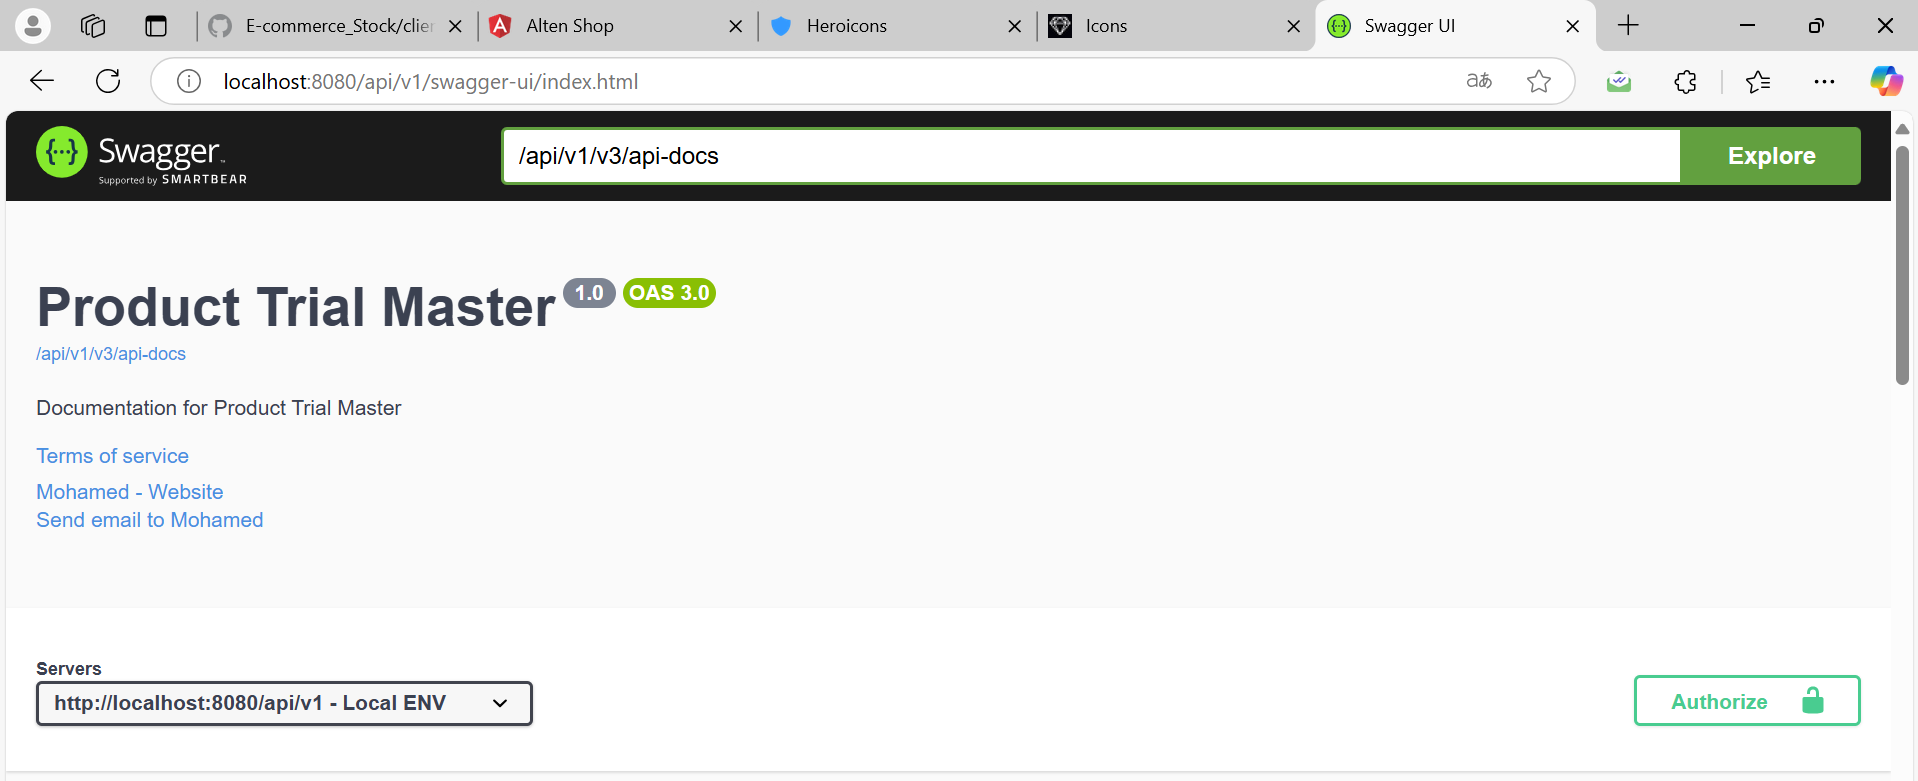 E-commerce_Stock/clier
Alten Shop
Heroicons
Icons
Swagger UI
localhost:8080/api/v1/swagger-ui/index.html
aあ
Swagger
Supported by SMARTBEAR
/api/v1/v3/api-docs
Explore
Product Trial Master 1.0 OAS 3.0
/api/v1/v3/api-docs
Documentation for Product Trial Master
Terms of service
Mohamed - Website
Send email to Mohamed
Servers
http://localhost:8080/api/v1 - Local ENV
Authorize